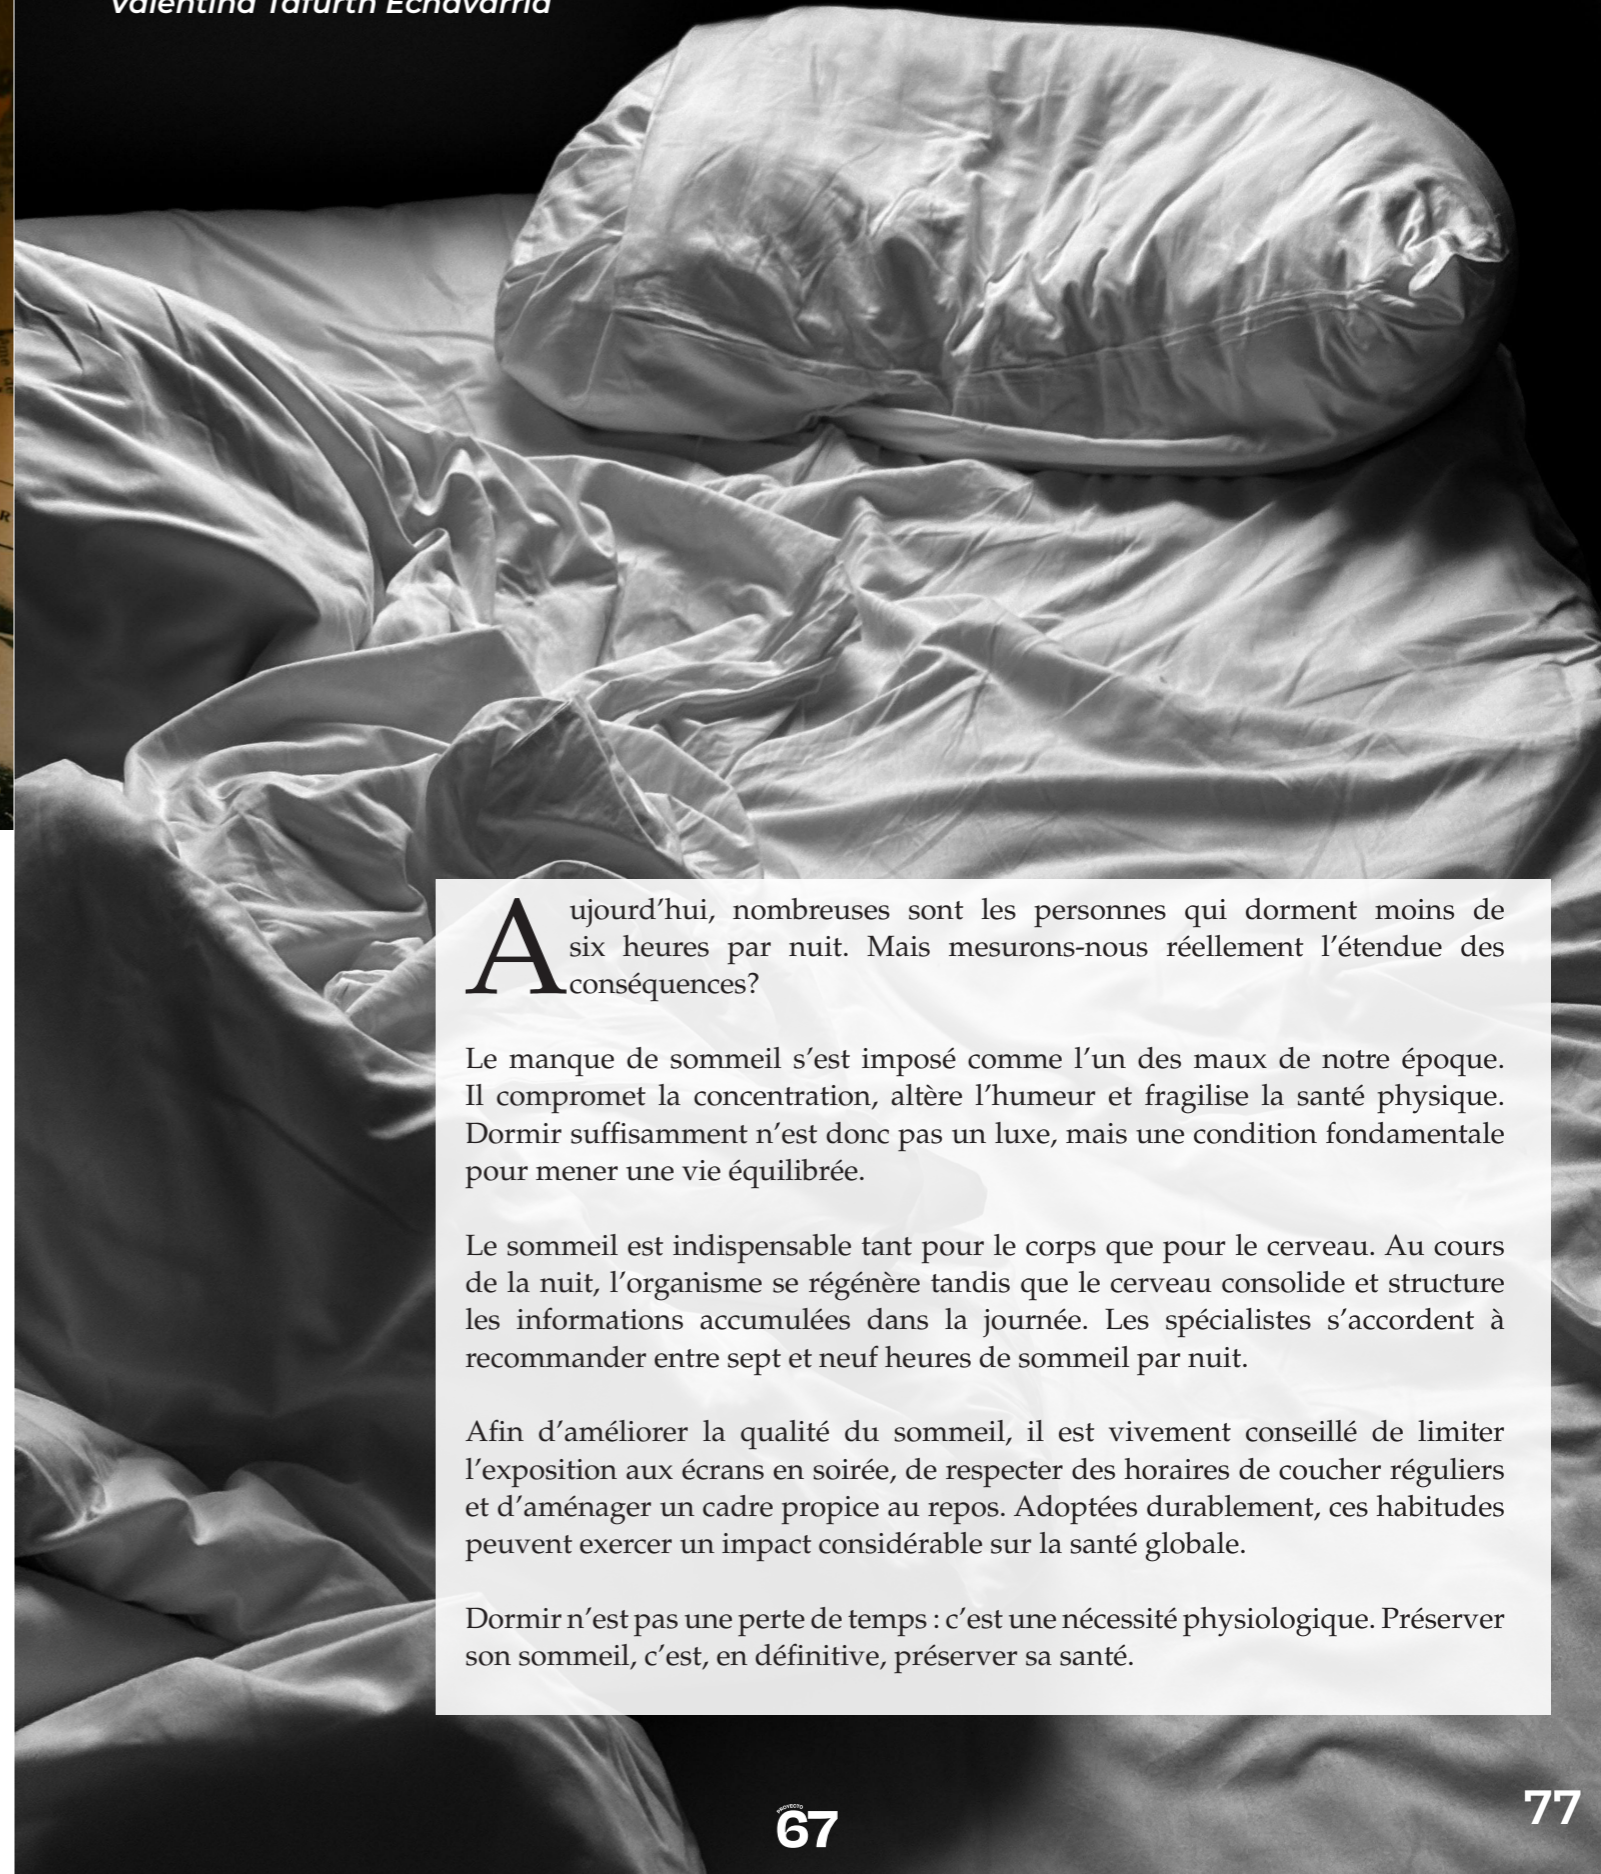 Valentina Tafurth Echavarría
Aujourd’hui, nombreuses sont les personnes qui dorment moins de
six heures par nuit. Mais mesurons-nous réellement l’étendue des
conséquences?
Le manque de sommeil s’est imposé comme l’un des maux de notre époque.
Il compromet la concentration, altère l’humeur et fragilise la santé physique.
Dormir suffisamment n’est donc pas un luxe, mais une condition fondamentale
pour mener une vie équilibrée.
Le sommeil est indispensable tant pour le corps que pour le cerveau. Au cours
de la nuit, l’organisme se régénère tandis que le cerveau consolide et structure
les informations accumulées dans la journée. Les spécialistes s’accordent à
recommander entre sept et neuf heures de sommeil par nuit.
Afin d’améliorer la qualité du sommeil, il est vivement conseillé de limiter
l’exposition aux écrans en soirée, de respecter des horaires de coucher réguliers
et d’aménager un cadre propice au repos. Adoptées durablement, ces habitudes
peuvent exercer un impact considérable sur la santé globale.
Dormir n’est pas une perte de temps : c’est une nécessité physiologique. Préserver
son sommeil, c’est, en définitive, préserver sa santé.
PROYECTO
67
77